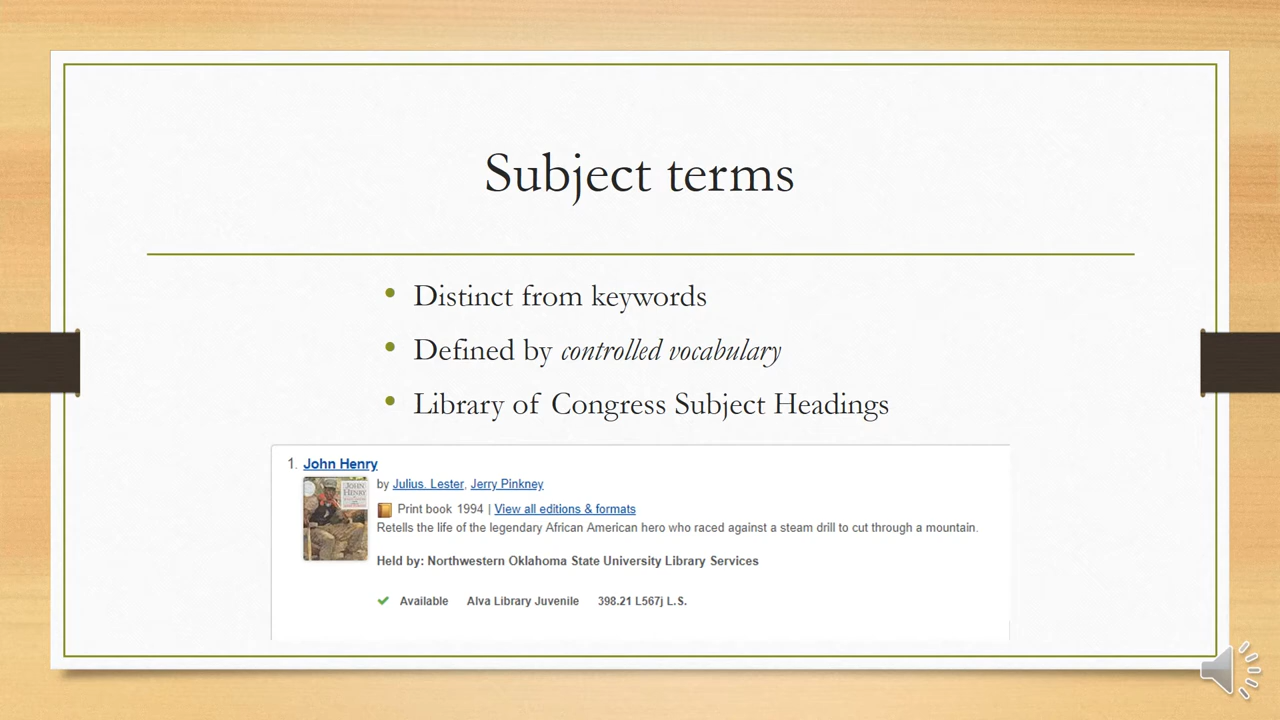 Subject terms
• Distinct from keywords
• Defined by controlled vocabulary
• Library of Congress Subject Headings
1. John Henry
JOHN HENRY
by Julius. Lester, Jerry Pinkney
Print book 1994 | View all editions & formats
Retells the life of the legendary African American hero who raced against a steam drill to cut through a mountain.
Held by: Northwestern Oklahoma State University Library Services
Available Alva Library Juvenile 398.21 L567j L.S.